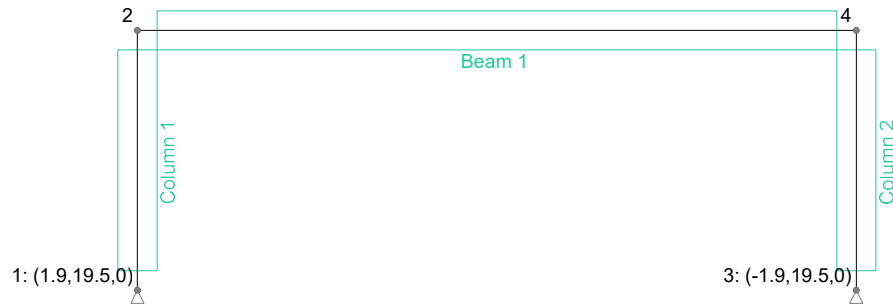 2
4
Beam 1
Column 1
Column 2
1: (1.9,19.5,0)
3: (-1.9,19.5,0)